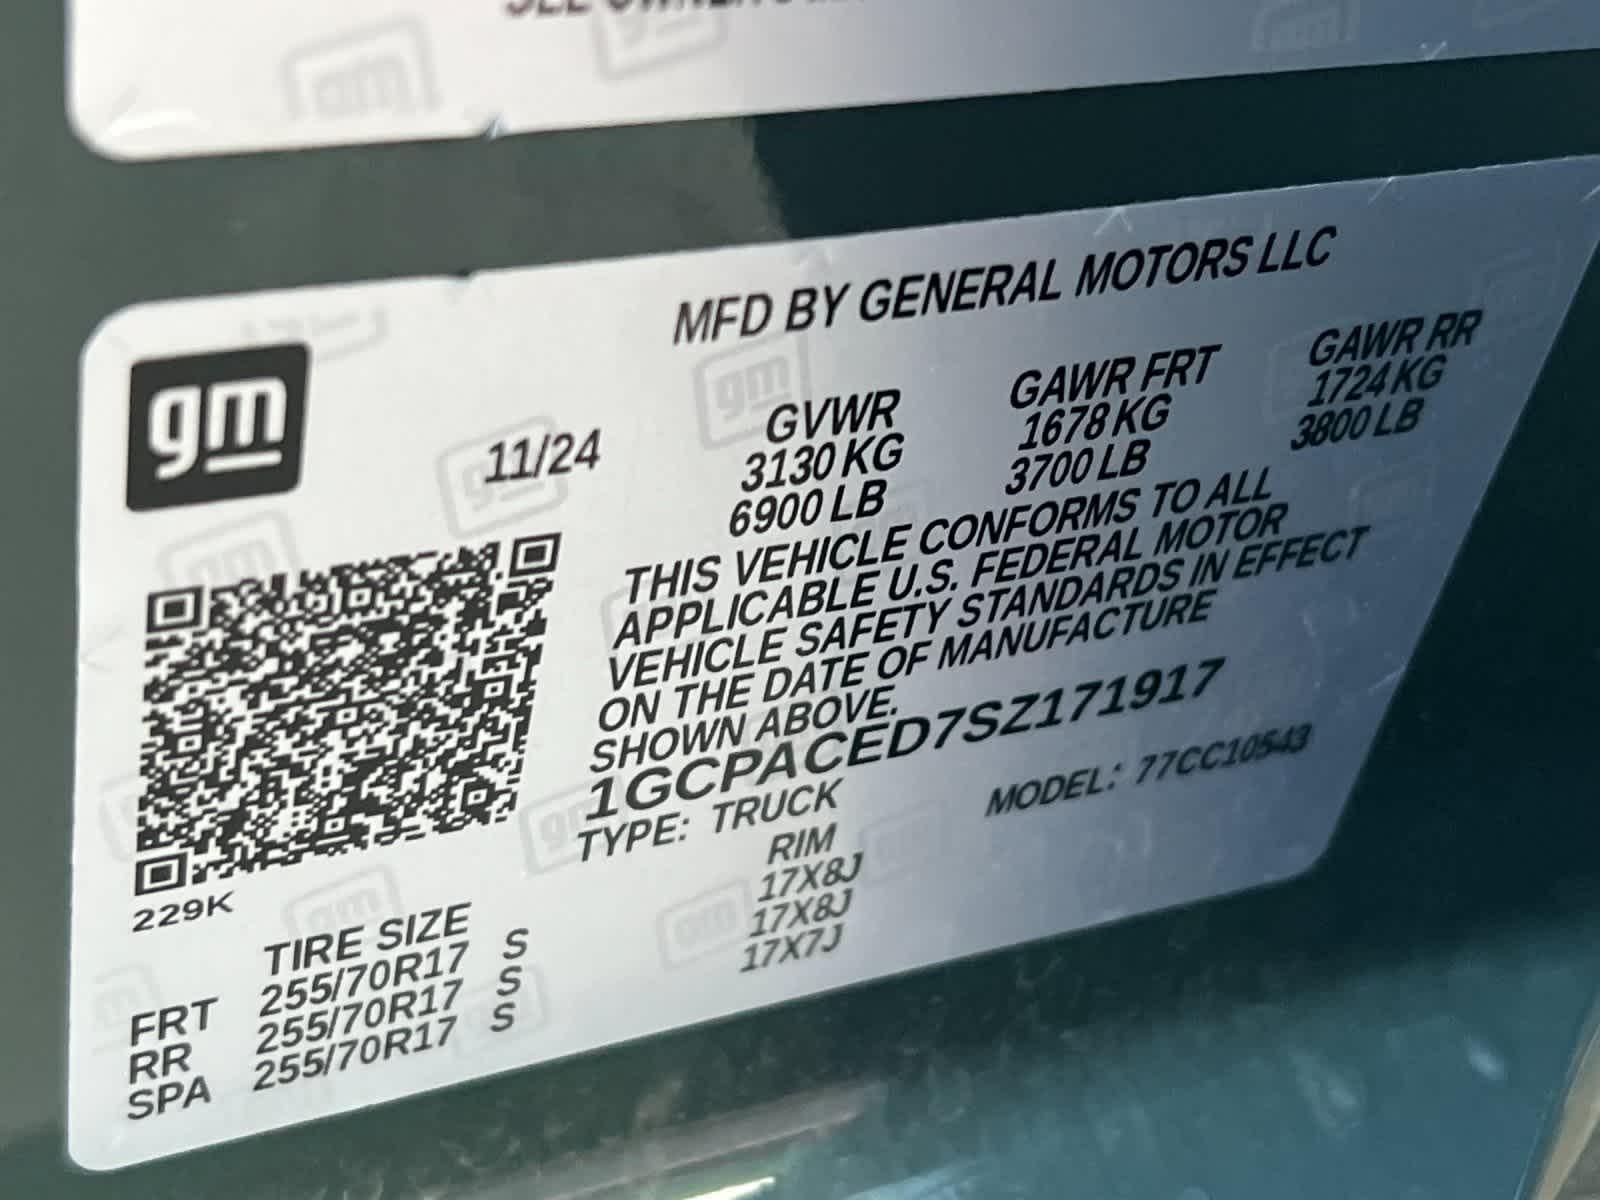 gm
MFD BY GENERAL MOTORS LLC
11/24
GVWR GAWR FRT GAWR RR
3130 KG 1678 KG 1724 KG
6900 LB 3700 LB 3800 LB
THIS VEHICLE CONFORMS TO ALL
APPLICABLE U.S. FEDERAL MOTOR
VEHICLE SAFETY STANDARDS IN EFFECT
ON THE DATE OF MANUFACTURE
SHOWN ABOVE.
1GCPACED7SZ171917
TYPE: TRUCK MODEL: 77CC10543
229K
TIRE SIZE RIM
FRT 255/70R17 S 17X8J
RR 255/70R17 S 17X8J
SPA 255/70R17 S 17X7J